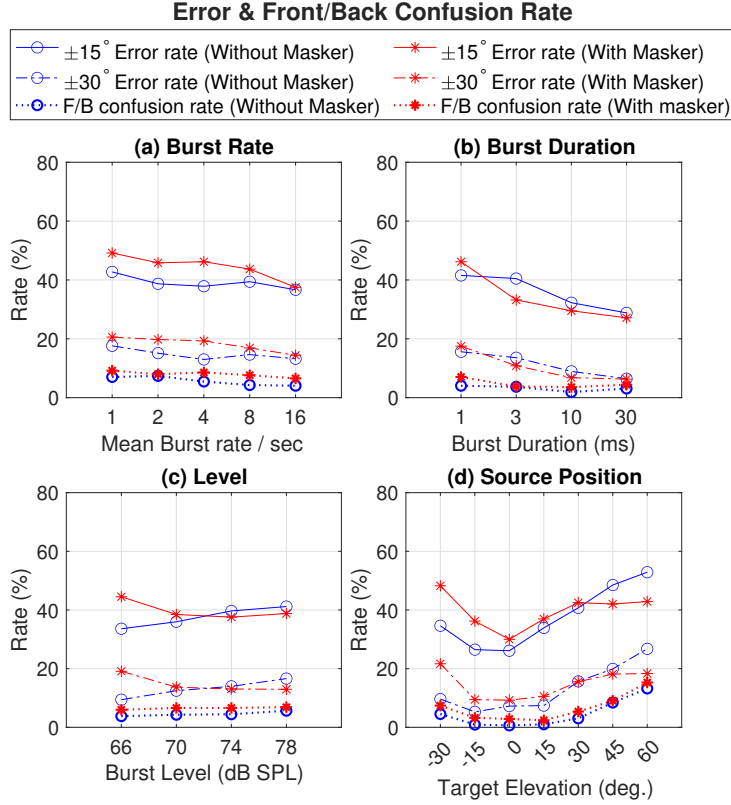 Error & Front/Back Confusion Rate
±15° Error rate (Without Masker)
±15° Error rate (With Masker)
±30° Error rate (Without Masker)
±30° Error rate (With Masker)
F/B confusion rate (Without Masker)
F/B confusion rate (With masker)
(a) Burst Rate
80
60
40
20
0
Rate (%)
1 2 4 8 16
Mean Burst rate / sec
(b) Burst Duration
80
60
40
20
0
Rate (%)
1 3 10 30
Burst Duration (ms)
(c) Level
80
60
40
20
0
Rate (%)
66 70 74 78
Burst Level (dB SPL)
(d) Source Position
80
60
40
20
0
Rate (%)
-30 -15 0 15 30 45 60
Target Elevation (deg.)